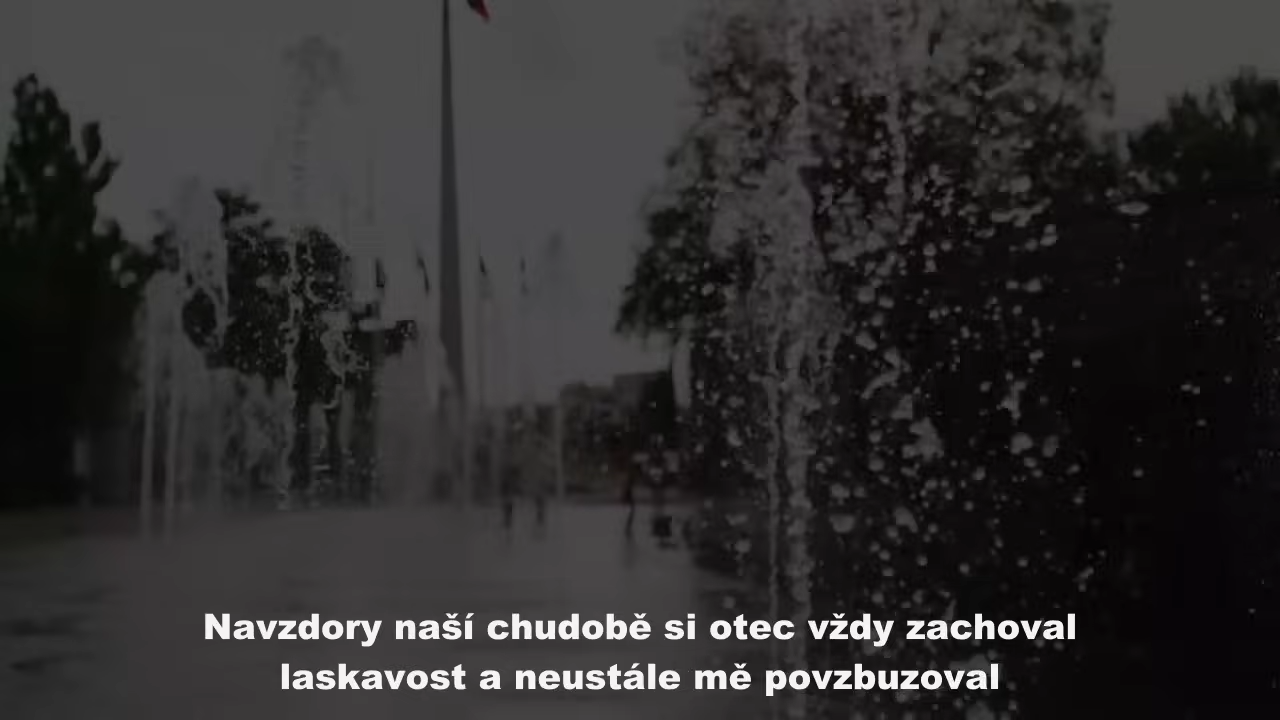 Navzdory naší chudobě si otec vždy zachoval
laskavost a neustále mě povzbuzoval